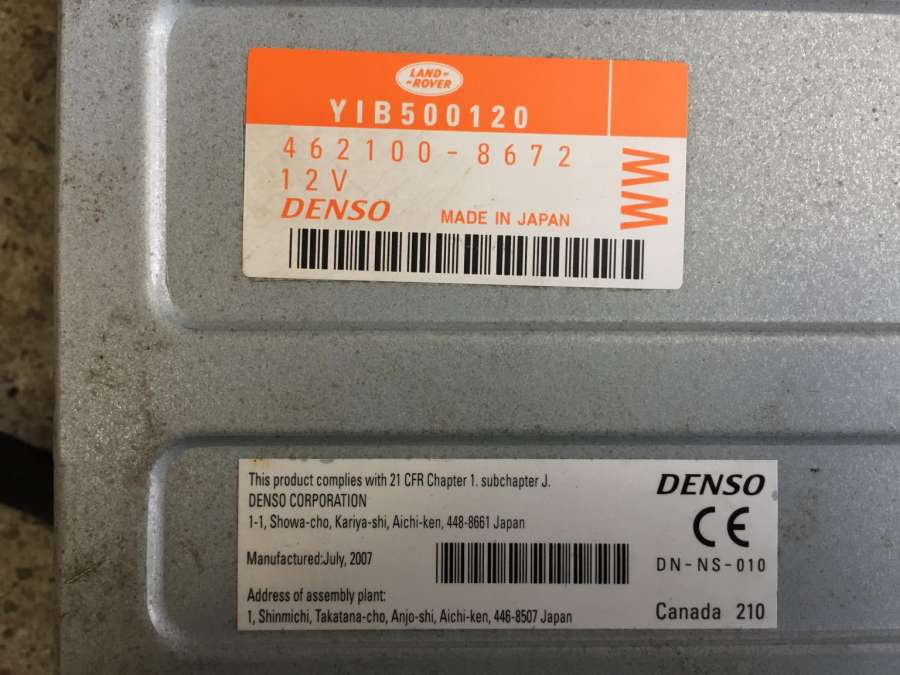 LAND-
-ROVER
YIB500120
462100-8672
12V
DENSO MADE IN JAPAN
WW
This product complies with 21 CFR Chapter 1. subchapter J.
DENSO CORPORATION
1-1, Showa-cho, Kariya-shi, Aichi-ken, 448-8661 Japan
Manufactured:July, 2007
Address of assembly plant:
1, Shinmichi, Takatana-cho, Anjo-shi, Aichi-ken, 446-8507 Japan
DENSO
CE
DN-NS-010
Canada 210